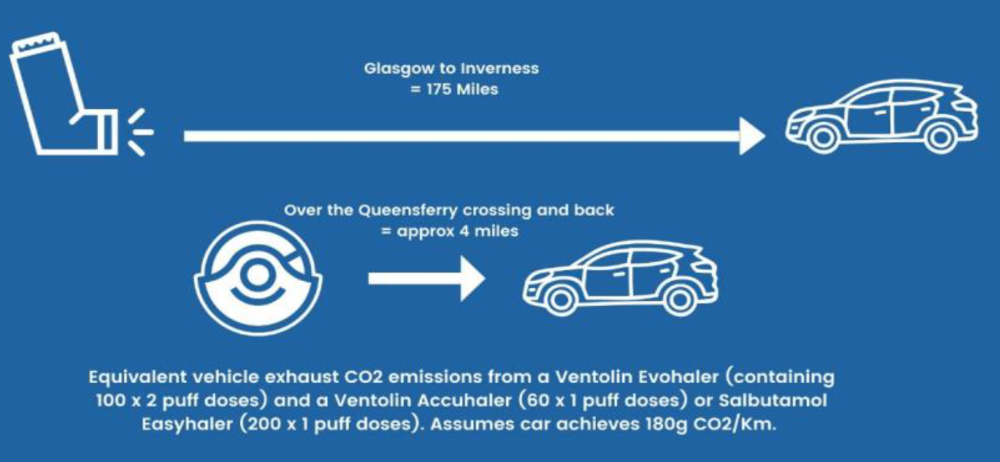 Glasgow to Inverness
= 175 Miles
Over the Queensferry crossing and back
= approx 4 miles
Equivalent vehicle exhaust CO2 emissions from a Ventolin Evohaler (containing
100 x 2 puff doses) and a Ventolin Accuhaler (60 x 1 puff doses) or Salbutamol
Easyhaler (200 x 1 puff doses). Assumes car achieves 180g CO2/Km.